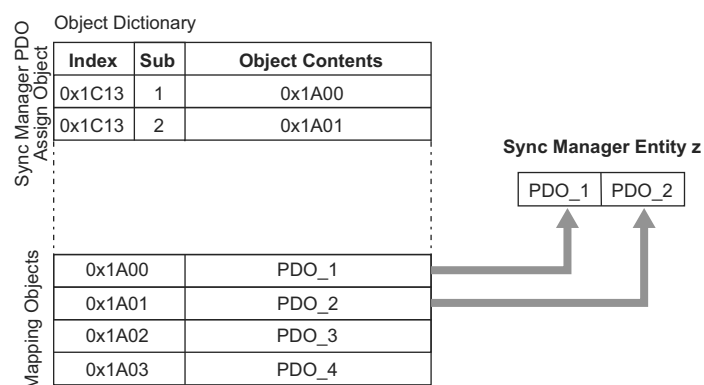 Object Dictionary
Sync Manager PDO
Assign Object
Index Sub Object Contents
0x1C13 1 0x1A00
0x1C13 2 0x1A01
Sync Manager Entity z
PDO_1 PDO_2
Mapping Objects
0x1A00 PDO_1
0x1A01 PDO_2
0x1A02 PDO_3
0x1A03 PDO_4